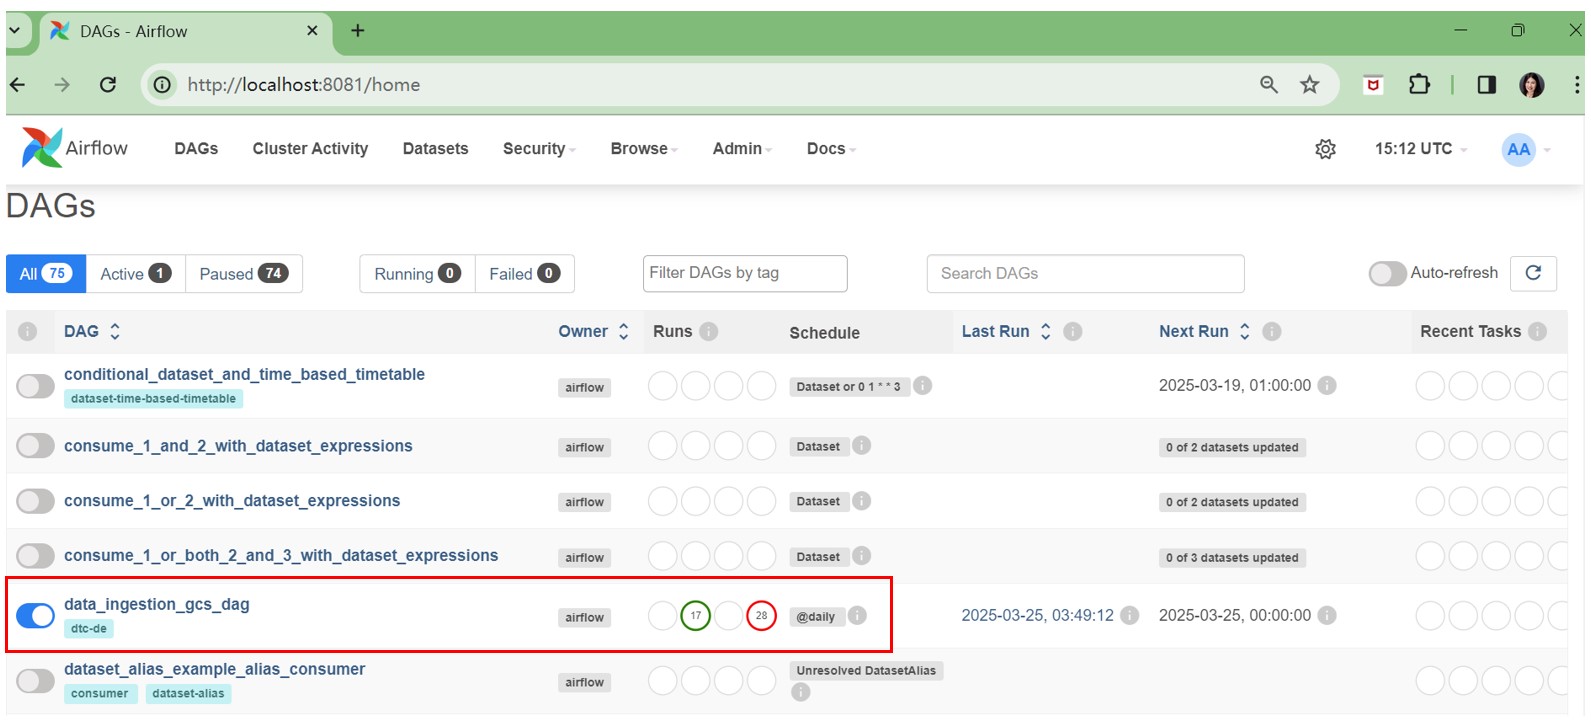 DAGs - Airflow
http://localhost:8081/home
Airflow DAGs Cluster Activity Datasets Security Browse Admin Docs 15:12 UTC AA
DAGs
All 75 Active 1 Paused 74 Running 0 Failed 0 Filter DAGs by tag Search DAGs Auto-refresh
i DAG Owner Runs i Schedule Last Run i Next Run i Recent Tasks i
conditional_dataset_and_time_based_timetable airflow Dataset or 0 1 * * 3 i 2025-03-19, 01:00:00 i
dataset-time-based-timetable
consume_1_and_2_with_dataset_expressions airflow Dataset i 0 of 2 datasets updated
consume_1_or_2_with_dataset_expressions airflow Dataset i 0 of 2 datasets updated
consume_1_or_both_2_and_3_with_dataset_expressions airflow Dataset i 0 of 3 datasets updated
data_ingestion_gcs_dag airflow 17 28 @daily i 2025-03-25, 03:49:12 i 2025-03-25, 00:00:00 i
dtc-de
dataset_alias_example_alias_consumer airflow Unresolved DatasetAlias
consumer dataset-alias i